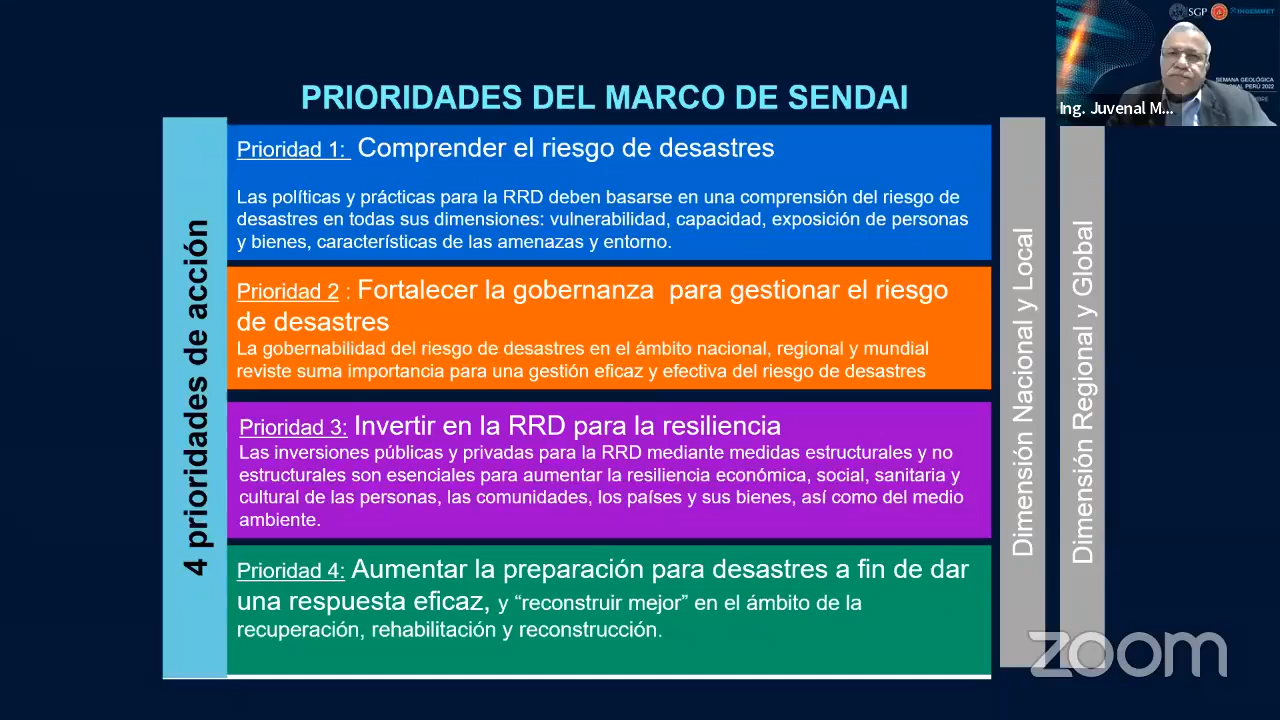 SGP
INGEMMET
SEMANA GEOLÓGICA
PERÚ 2022
Ing. Juvenal M...
PRIORIDADES DEL MARCO DE SENDAI
4 prioridades de acción
Prioridad 1: Comprender el riesgo de desastres
Las políticas y prácticas para la RRD deben basarse en una comprensión del riesgo de
desastres en todas sus dimensiones: vulnerabilidad, capacidad, exposición de personas
y bienes, características de las amenazas y entorno.
Prioridad 2 : Fortalecer la gobernanza para gestionar el riesgo
de desastres
La gobernabilidad del riesgo de desastres en el ámbito nacional, regional y mundial
reviste suma importancia para una gestión eficaz y efectiva del riesgo de desastres
Prioridad 3: Invertir en la RRD para la resiliencia
Las inversiones públicas y privadas para la RRD mediante medidas estructurales y no
estructurales son esenciales para aumentar la resiliencia económica, social, sanitaria y
cultural de las personas, las comunidades, los países y sus bienes, así como del medio
ambiente.
Prioridad 4: Aumentar la preparación para desastres a fin de dar
una respuesta eficaz, y “reconstruir mejor” en el ámbito de la
recuperación, rehabilitación y reconstrucción.
Dimensión Nacional y Local
Dimensión Regional y Global
zoom